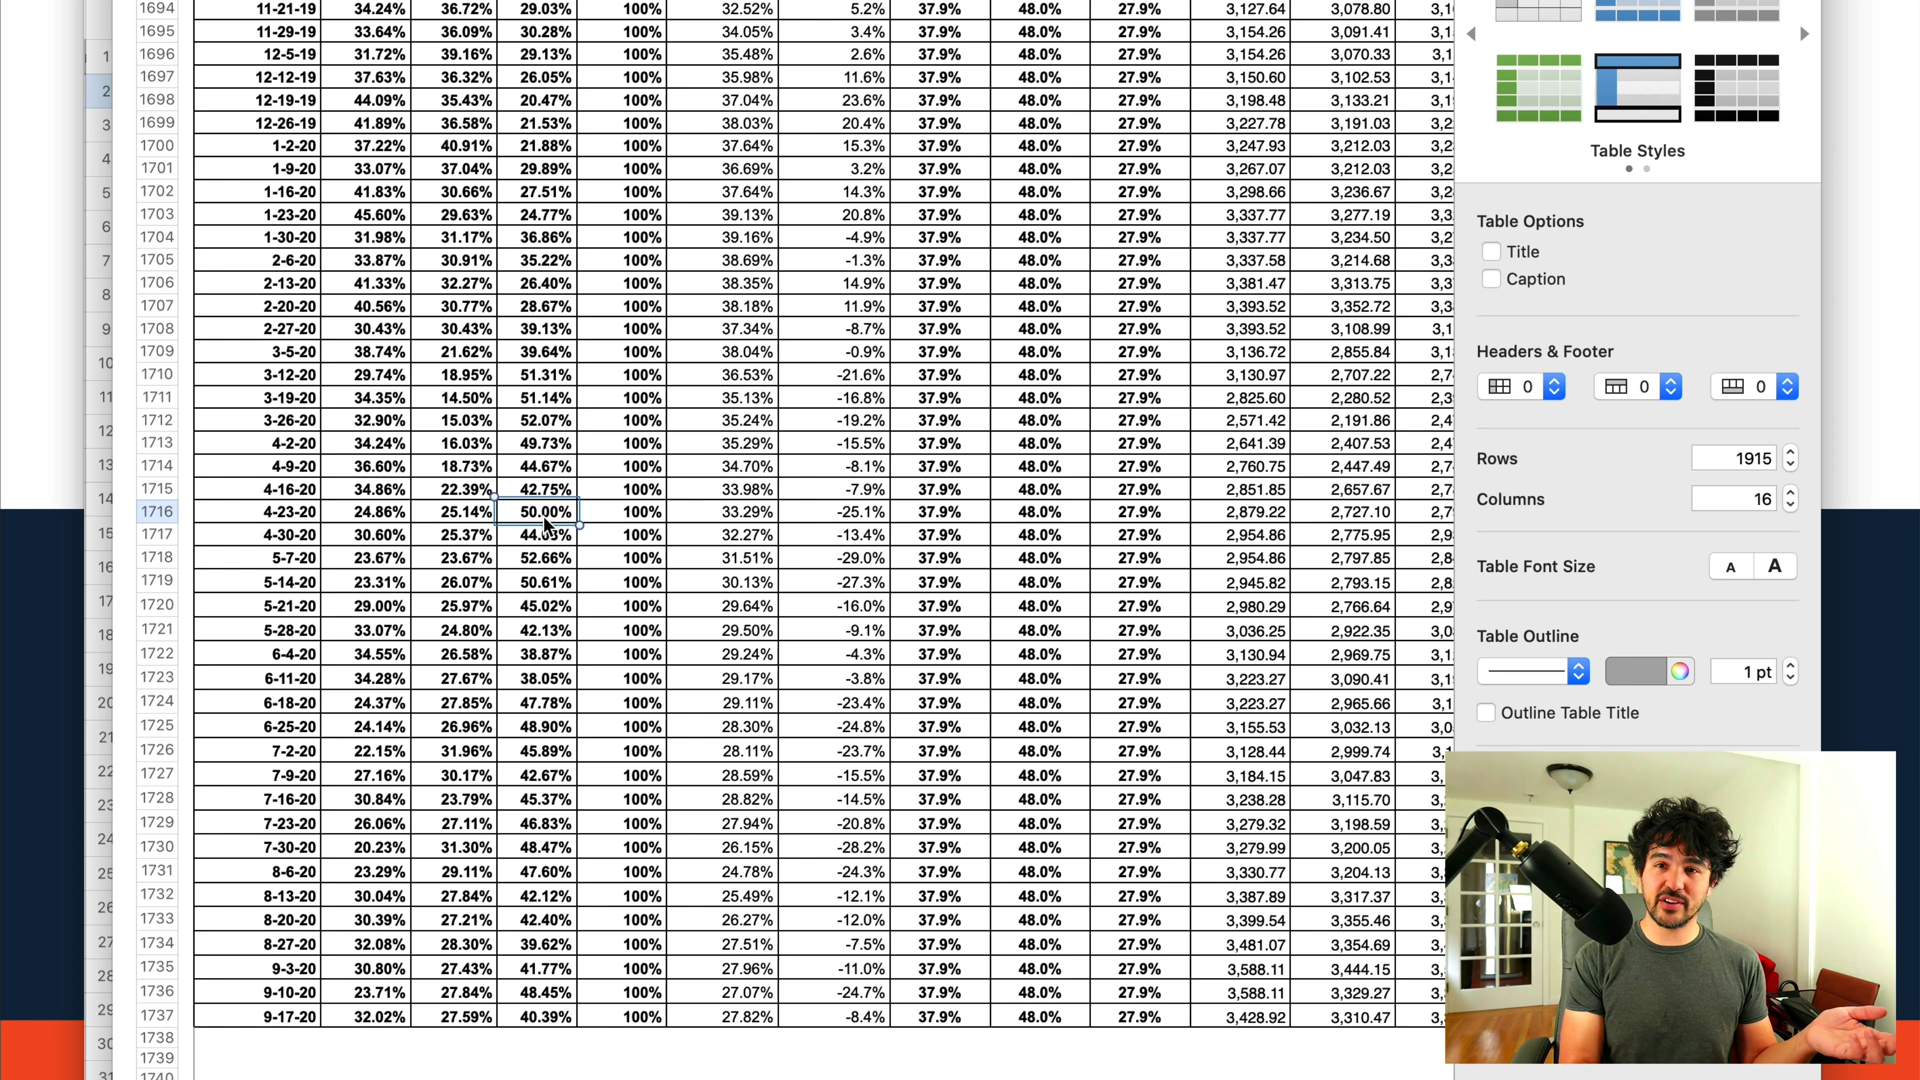 1694 11-21-19 34.24% 36.72% 29.03% 100% 32.52% 5.2% 37.9% 48.0% 27.9% 3,127.64 3,078.80
1695 11-29-19 33.64% 36.09% 30.28% 100% 34.05% 3.4% 37.9% 48.0% 27.9% 3,154.26 3,091.41
1696 12-5-19 31.72% 39.16% 29.13% 100% 35.48% 2.6% 37.9% 48.0% 27.9% 3,154.26 3,070.33
1697 12-12-19 37.63% 36.32% 26.05% 100% 35.98% 11.6% 37.9% 48.0% 27.9% 3,150.60 3,102.53
1698 12-19-19 44.09% 35.43% 20.47% 100% 37.04% 23.6% 37.9% 48.0% 27.9% 3,198.48 3,133.21
1699 12-26-19 41.89% 36.58% 21.53% 100% 38.03% 20.4% 37.9% 48.0% 27.9% 3,227.78 3,191.03
1700 1-2-20 37.22% 40.91% 21.88% 100% 37.64% 15.3% 37.9% 48.0% 27.9% 3,247.93 3,212.03
1701 1-9-20 33.07% 37.04% 29.89% 100% 36.69% 3.2% 37.9% 48.0% 27.9% 3,267.07 3,212.03
1702 1-16-20 41.83% 30.66% 27.51% 100% 37.64% 14.3% 37.9% 48.0% 27.9% 3,298.66 3,236.67
1703 1-23-20 45.60% 29.63% 24.77% 100% 39.13% 20.8% 37.9% 48.0% 27.9% 3,337.77 3,277.19
1704 1-30-20 31.98% 31.17% 36.86% 100% 39.16% -4.9% 37.9% 48.0% 27.9% 3,337.77 3,234.50
1705 2-6-20 33.87% 30.91% 35.22% 100% 38.69% -1.3% 37.9% 48.0% 27.9% 3,337.58 3,214.68
1706 2-13-20 41.33% 32.27% 26.40% 100% 38.35% 14.9% 37.9% 48.0% 27.9% 3,381.47 3,313.75
1707 2-20-20 40.56% 30.77% 28.67% 100% 38.18% 11.9% 37.9% 48.0% 27.9% 3,393.52 3,352.72
1708 2-27-20 30.43% 30.43% 39.13% 100% 37.34% -8.7% 37.9% 48.0% 27.9% 3,393.52 3,108.99
1709 3-5-20 38.74% 21.62% 39.64% 100% 38.04% -0.9% 37.9% 48.0% 27.9% 3,136.72 2,855.84
1710 3-12-20 29.74% 18.95% 51.31% 100% 36.53% -21.6% 37.9% 48.0% 27.9% 3,130.97 2,707.22
1711 3-19-20 34.35% 14.50% 51.14% 100% 35.13% -16.8% 37.9% 48.0% 27.9% 2,825.60 2,280.52
1712 3-26-20 32.90% 15.03% 52.07% 100% 35.24% -19.2% 37.9% 48.0% 27.9% 2,571.42 2,191.86
1713 4-2-20 34.24% 16.03% 49.73% 100% 35.29% -15.5% 37.9% 48.0% 27.9% 2,641.39 2,407.53
1714 4-9-20 36.60% 18.73% 44.67% 100% 34.70% -8.1% 37.9% 48.0% 27.9% 2,760.75 2,447.49
1715 4-16-20 34.86% 22.39% 42.75% 100% 33.98% -7.9% 37.9% 48.0% 27.9% 2,851.85 2,657.67
1716 4-23-20 24.86% 25.14% 50.00% 100% 33.29% -25.1% 37.9% 48.0% 27.9% 2,879.22 2,727.10
1717 4-30-20 30.60% 25.37% 100% 32.27% -13.4% 37.9% 48.0% 27.9% 2,954.86 2,775.95
1718 5-7-20 23.67% 23.67% 52.66% 100% 31.51% -29.0% 37.9% 48.0% 27.9% 2,954.86 2,797.85
1719 5-14-20 23.31% 26.07% 50.61% 100% 30.13% -27.3% 37.9% 48.0% 27.9% 2,945.82 2,793.15
1720 5-21-20 29.00% 25.97% 45.02% 100% 29.64% -16.0% 37.9% 48.0% 27.9% 2,980.29 2,766.64
1721 5-28-20 33.07% 24.80% 42.13% 100% 29.50% -9.1% 37.9% 48.0% 27.9% 3,036.25 2,922.35
1722 6-4-20 34.55% 26.58% 38.87% 100% 29.24% -4.3% 37.9% 48.0% 27.9% 3,130.94 2,969.75
1723 6-11-20 34.28% 27.67% 38.05% 100% 29.17% -3.8% 37.9% 48.0% 27.9% 3,223.27 3,090.41
1724 6-18-20 24.37% 27.85% 47.78% 100% 29.11% -23.4% 37.9% 48.0% 27.9% 3,223.27 2,965.66
1725 6-25-20 24.14% 26.96% 48.90% 100% 28.30% -24.8% 37.9% 48.0% 27.9% 3,155.53 3,032.13
1726 7-2-20 22.15% 31.96% 45.89% 100% 28.11% -23.7% 37.9% 48.0% 27.9% 3,128.44 2,999.74
1727 7-9-20 27.16% 30.17% 42.67% 100% 28.59% -15.5% 37.9% 48.0% 27.9% 3,184.15 3,047.83
1728 7-16-20 30.84% 23.79% 45.37% 100% 28.82% -14.5% 37.9% 48.0% 27.9% 3,238.28 3,115.70
1729 7-23-20 26.06% 27.11% 46.83% 100% 27.94% -20.8% 37.9% 48.0% 27.9% 3,279.32 3,198.59
1730 7-30-20 20.23% 31.30% 48.47% 100% 26.15% -28.2% 37.9% 48.0% 27.9% 3,279.99 3,200.05
1731 8-6-20 23.29% 29.11% 47.60% 100% 24.78% -24.3% 37.9% 48.0% 27.9% 3,330.77 3,204.13
1732 8-13-20 30.04% 27.84% 42.12% 100% 25.49% -12.1% 37.9% 48.0% 27.9% 3,387.89 3,317.37
1733 8-20-20 30.39% 27.21% 42.40% 100% 26.27% -12.0% 37.9% 48.0% 27.9% 3,399.54 3,355.46
1734 8-27-20 32.08% 28.30% 39.62% 100% 27.51% -7.5% 37.9% 48.0% 27.9% 3,481.07 3,354.69
1735 9-3-20 30.80% 27.43% 41.77% 100% 27.96% -11.0% 37.9% 48.0% 27.9% 3,588.11 3,444.15
1736 9-10-20 23.71% 27.84% 48.45% 100% 27.07% -24.7% 37.9% 48.0% 27.9% 3,588.11 3,329.27
1737 9-17-20 32.02% 27.59% 40.39% 100% 27.82% -8.4% 37.9% 48.0% 27.9% 3,428.92 3,310.47
1738
1739
1740
1
2
3
4
5
6
7
8
9
10
11
12
13
14
15
16
17
18
19
20
21
22
23
24
25
26
27
28
29
30
31
Table Styles
Table Options
Title
Caption
Headers & Footer
0 0 0
Rows 1915
Columns 16
Table Font Size A A
Table Outline
1 pt
Outline Table Title